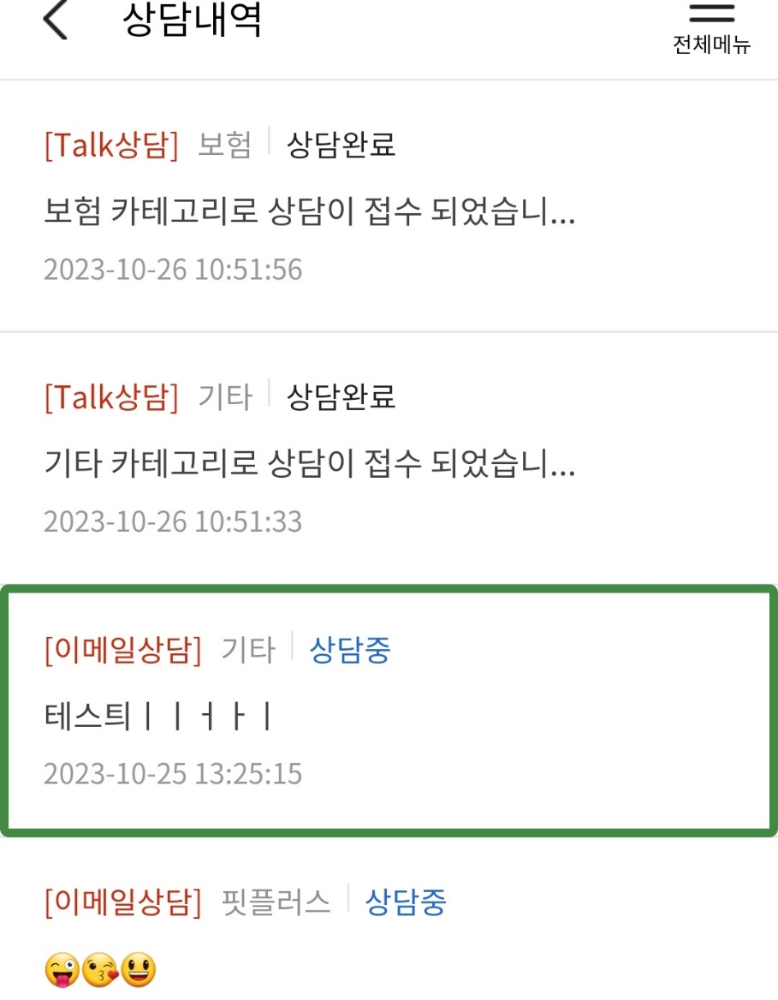 상담내역
전체메뉴
[Talk상담] 보험 상담완료
보험 카테고리로 상담이 접수 되었습니...
2023-10-26 10:51:56
[Talk상담] 기타 상담완료
기타 카테고리로 상담이 접수 되었습니...
2023-10-26 10:51:33
[이메일상담] 기타 상담중
테스틔ㅣㅣㅓㅏㅣ
2023-10-25 13:25:15
[이메일상담] 핏플러스 상담중
😜😘😃